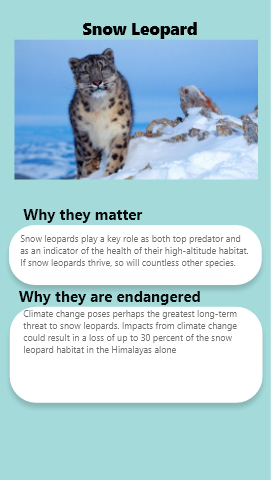 Snow Leopard
Why they matter
Snow leopards play a key role as both top predator and
as an indicator of the health of their high-altitude habitat.
If snow leopards thrive, so will countless other species.
Why they are endangered
Climate change poses perhaps the greatest long-term
threat to snow leopards. Impacts from climate change
could result in a loss of up to 30 percent of the snow
leopard habitat in the Himalayas alone